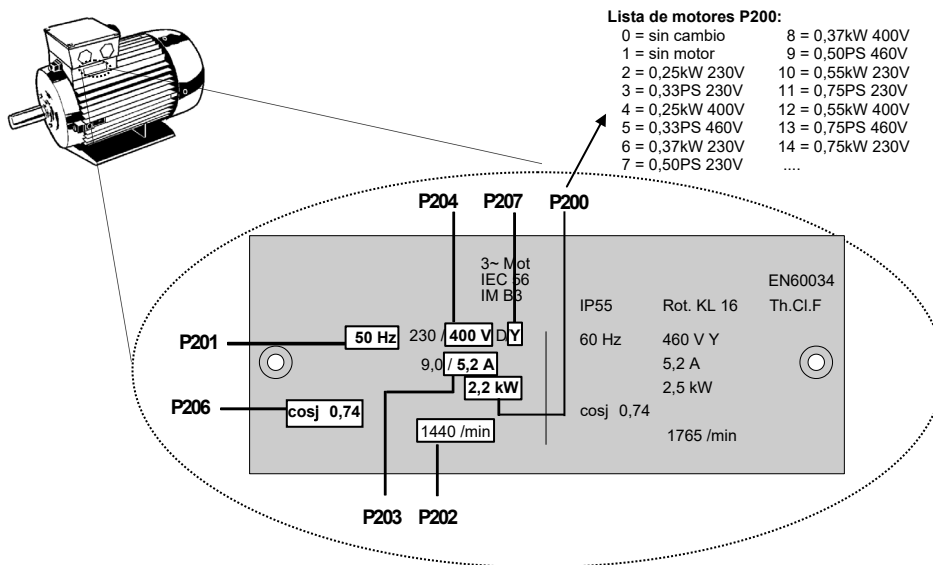 Lista de motores P200:
0 = sin cambio 8 = 0,37kW 400V
1 = sin motor 9 = 0,50PS 460V
2 = 0,25kW 230V 10 = 0,55kW 230V
3 = 0,33PS 230V 11 = 0,75PS 230V
4 = 0,25kW 400V 12 = 0,55kW 400V
5 = 0,33PS 460V 13 = 0,75PS 460V
6 = 0,37kW 230V 14 = 0,75kW 230V
7 = 0,50PS 230V ....
P204 P207 P200
3~ Mot
IEC 56
IM B3
EN60034
IP55 Rot. KL 16 Th.Cl.F
P201 50 Hz 230 / 400 V D Y 60 Hz 460 V Y
9,0 / 5,2 A 5,2 A
2,2 kW 2,5 kW
P206 cosj 0,74 cosj 0,74
1440 /min 1765 /min
P203 P202